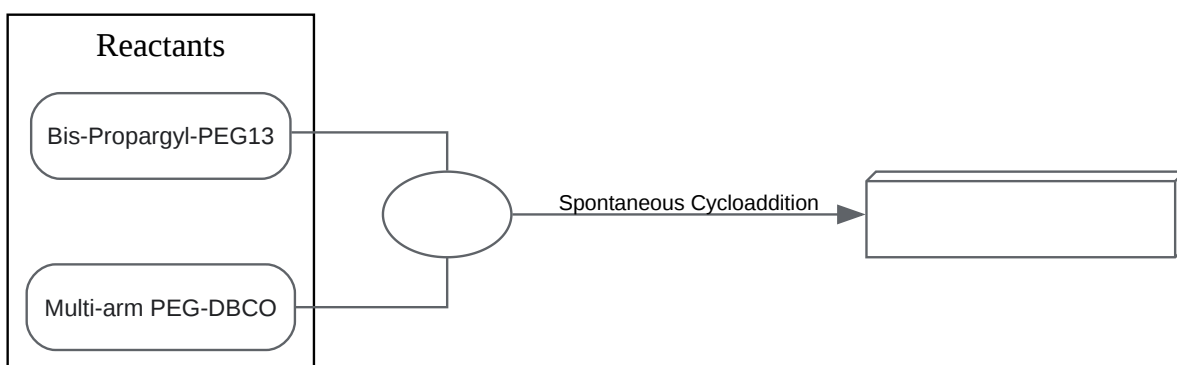 Reactants
Bis-Propargyl-PEG13
Spontaneous Cycloaddition
Multi-arm PEG-DBCO